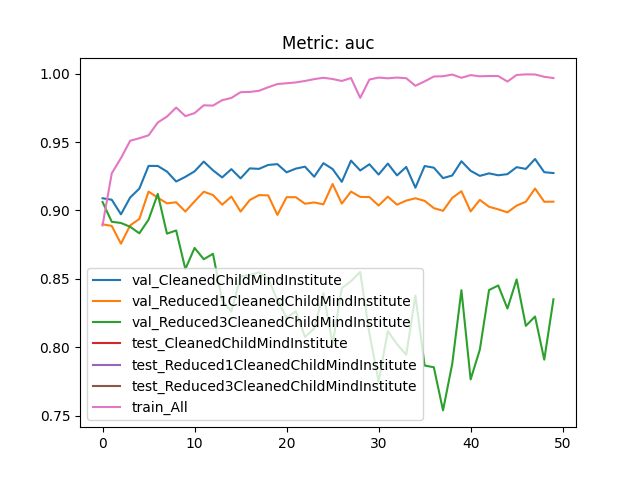 Metric: auc
1.00
0.95
0.90
0.85
0.80
0.75
val_CleanedChildMindInstitute
val_Reduced1CleanedChildMindInstitute
val_Reduced3CleanedChildMindInstitute
test_CleanedChildMindInstitute
test_Reduced1CleanedChildMindInstitute
test_Reduced3CleanedChildMindInstitute
train_All
0 10 20 30 40 50